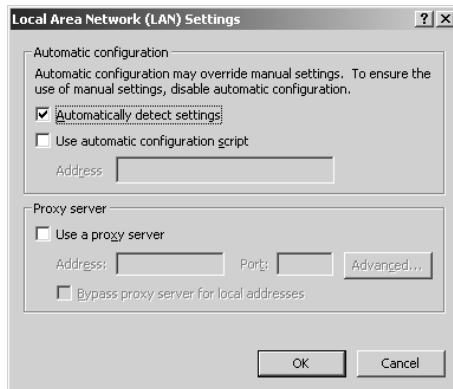 Local Area Network (LAN) Settings
Automatic configuration
Automatic configuration may override manual settings. To ensure the
use of manual settings, disable automatic configuration.
Automatically detect settings
Use automatic configuration script
Address
Proxy server
Use a proxy server
Address:
Port:
Advanced...
Bypass proxy server for local addresses
OK
Cancel